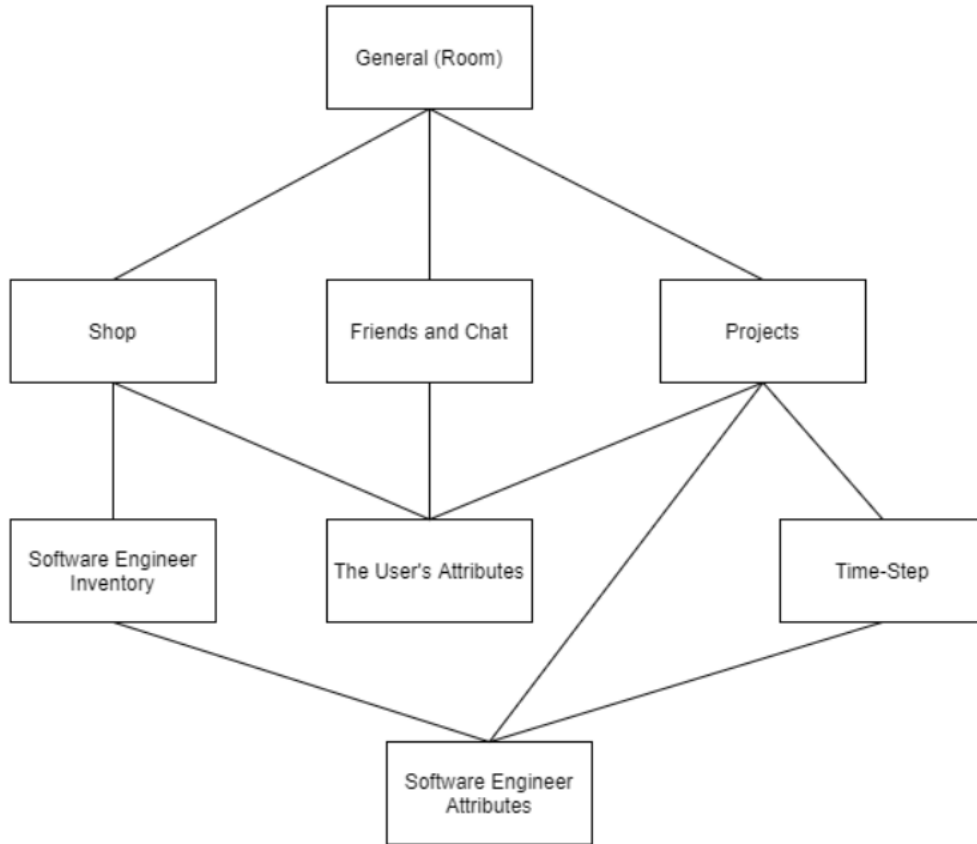 General (Room)
Shop
Friends and Chat
Projects
Software Engineer
Inventory
The User's Attributes
Time-Step
Software Engineer
Attributes